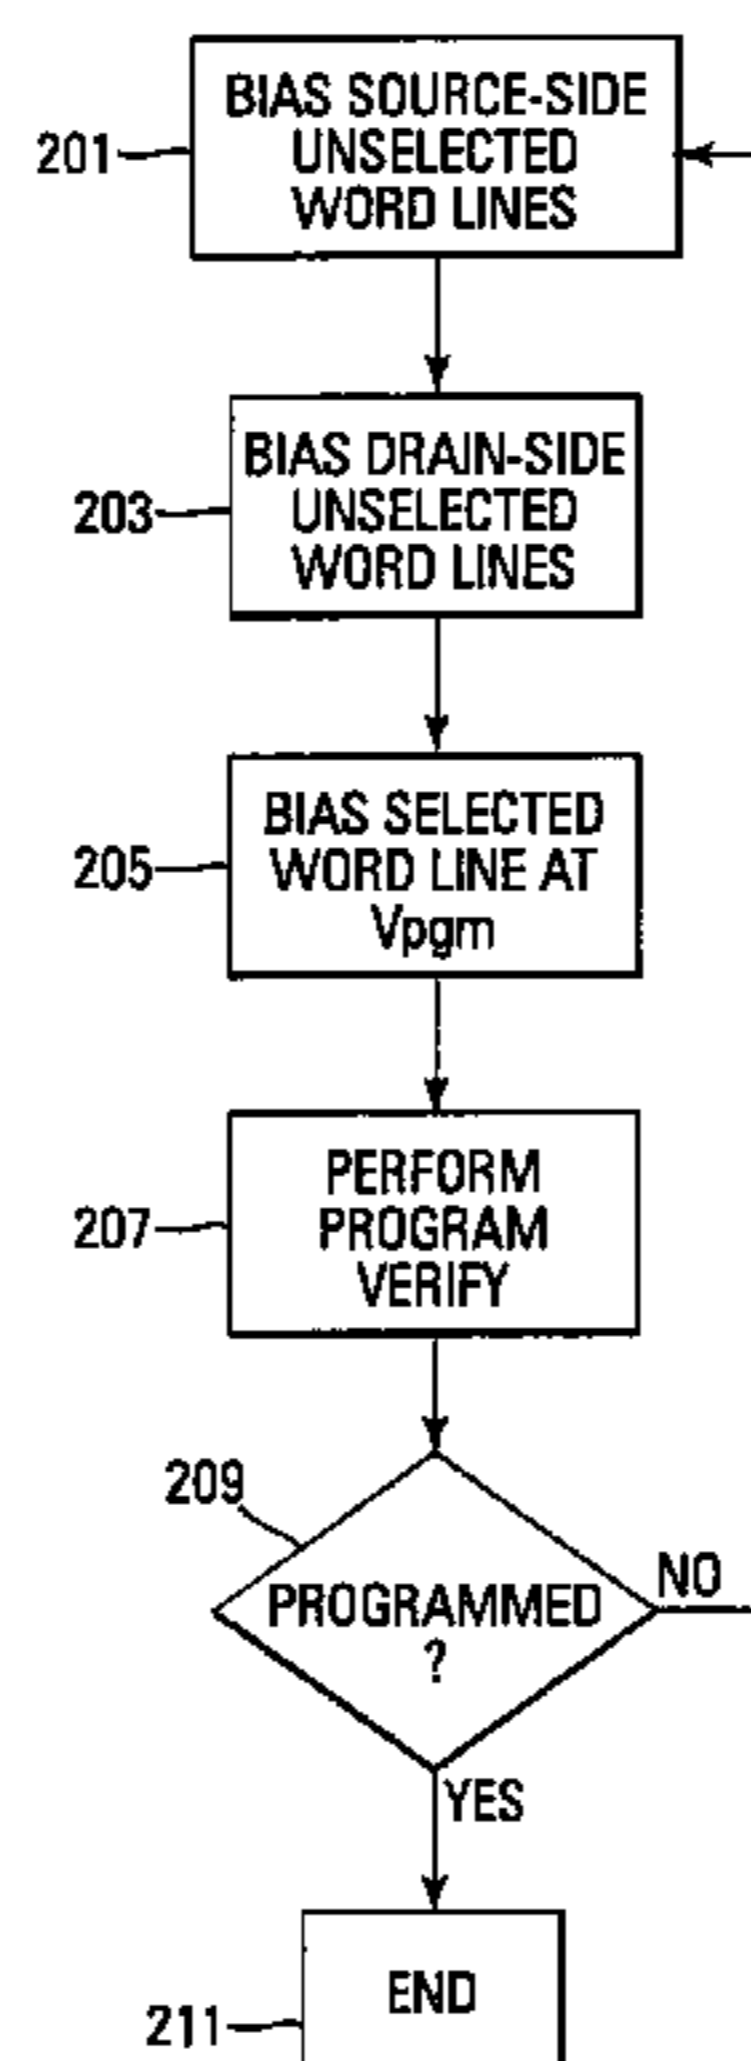 201
BIAS SOURCE-SIDE
UNSELECTED
WORD LINES
203
BIAS DRAIN-SIDE
UNSELECTED
WORD LINES
205
BIAS SELECTED
WORD LINE AT
Vpgm
207
PERFORM
PROGRAM
VERIFY
209
PROGRAMMED
?
NO
YES
END
211